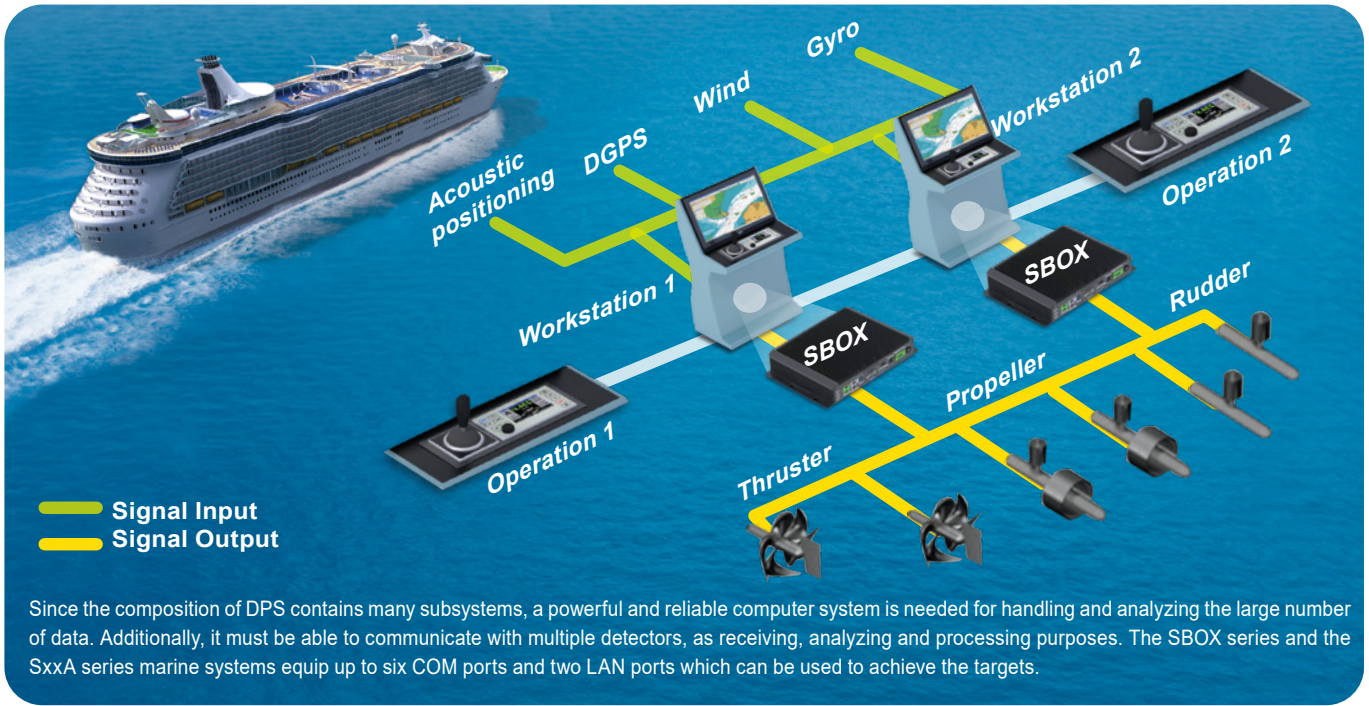 Gyro
Wind
Workstation 2
DGPS
Acoustic
positioning
Operation 2
SBOX
Workstation 1
Rudder
SBOX
Propeller
Operation 1
Thruster
Signal Input
Signal Output
Since the composition of DPS contains many subsystems, a powerful and reliable computer system is needed for handling and analyzing the large number
of data. Additionally, it must be able to communicate with multiple detectors, as receiving, analyzing and processing purposes. The SBOX series and the
SxxA series marine systems equip up to six COM ports and two LAN ports which can be used to achieve the targets.